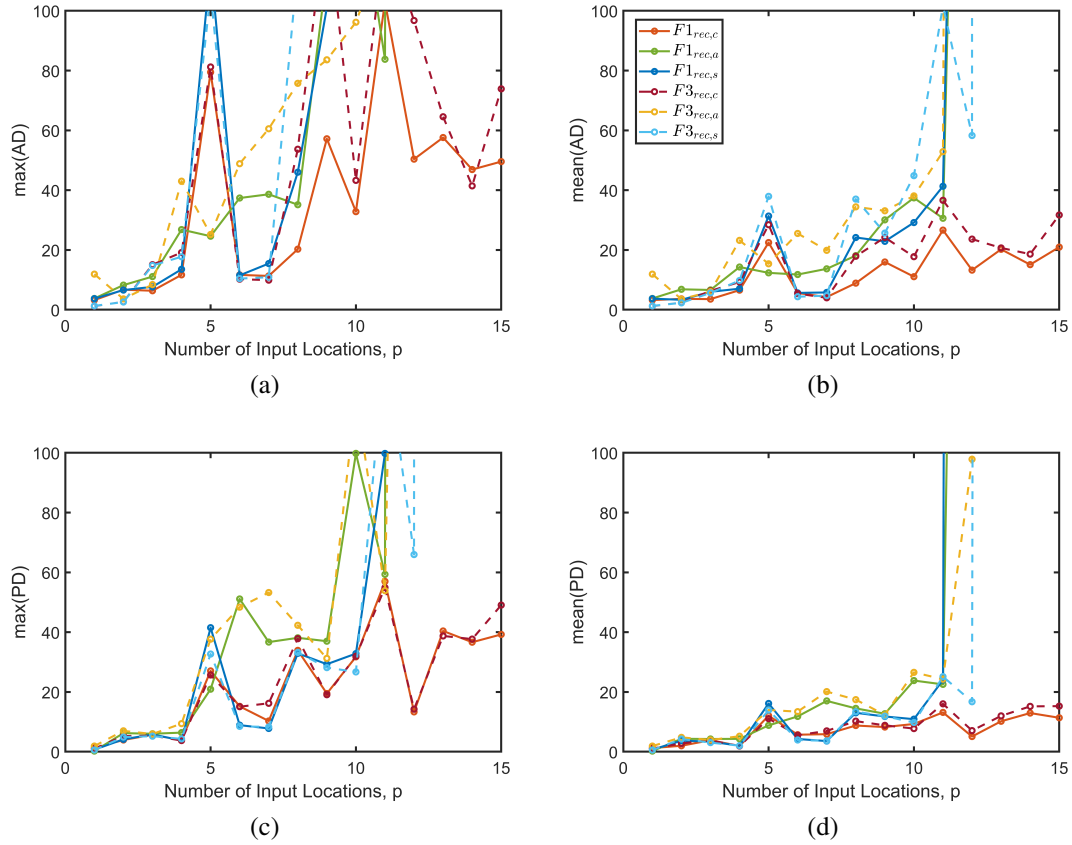 100
80
60
40
20
0
max(AD)
0
5
10
15
Number of Input Locations, p
(a)
100
80
60
40
20
0
mean(AD)
F1rec,c
F1rec,a
F1rec,s
F3rec,c
F3rec,a
F3rec,s
0
5
10
15
Number of Input Locations, p
(b)
100
80
60
40
20
0
max(PD)
0
5
10
15
Number of Input Locations, p
(c)
100
80
60
40
20
0
mean(PD)
0
5
10
15
Number of Input Locations, p
(d)